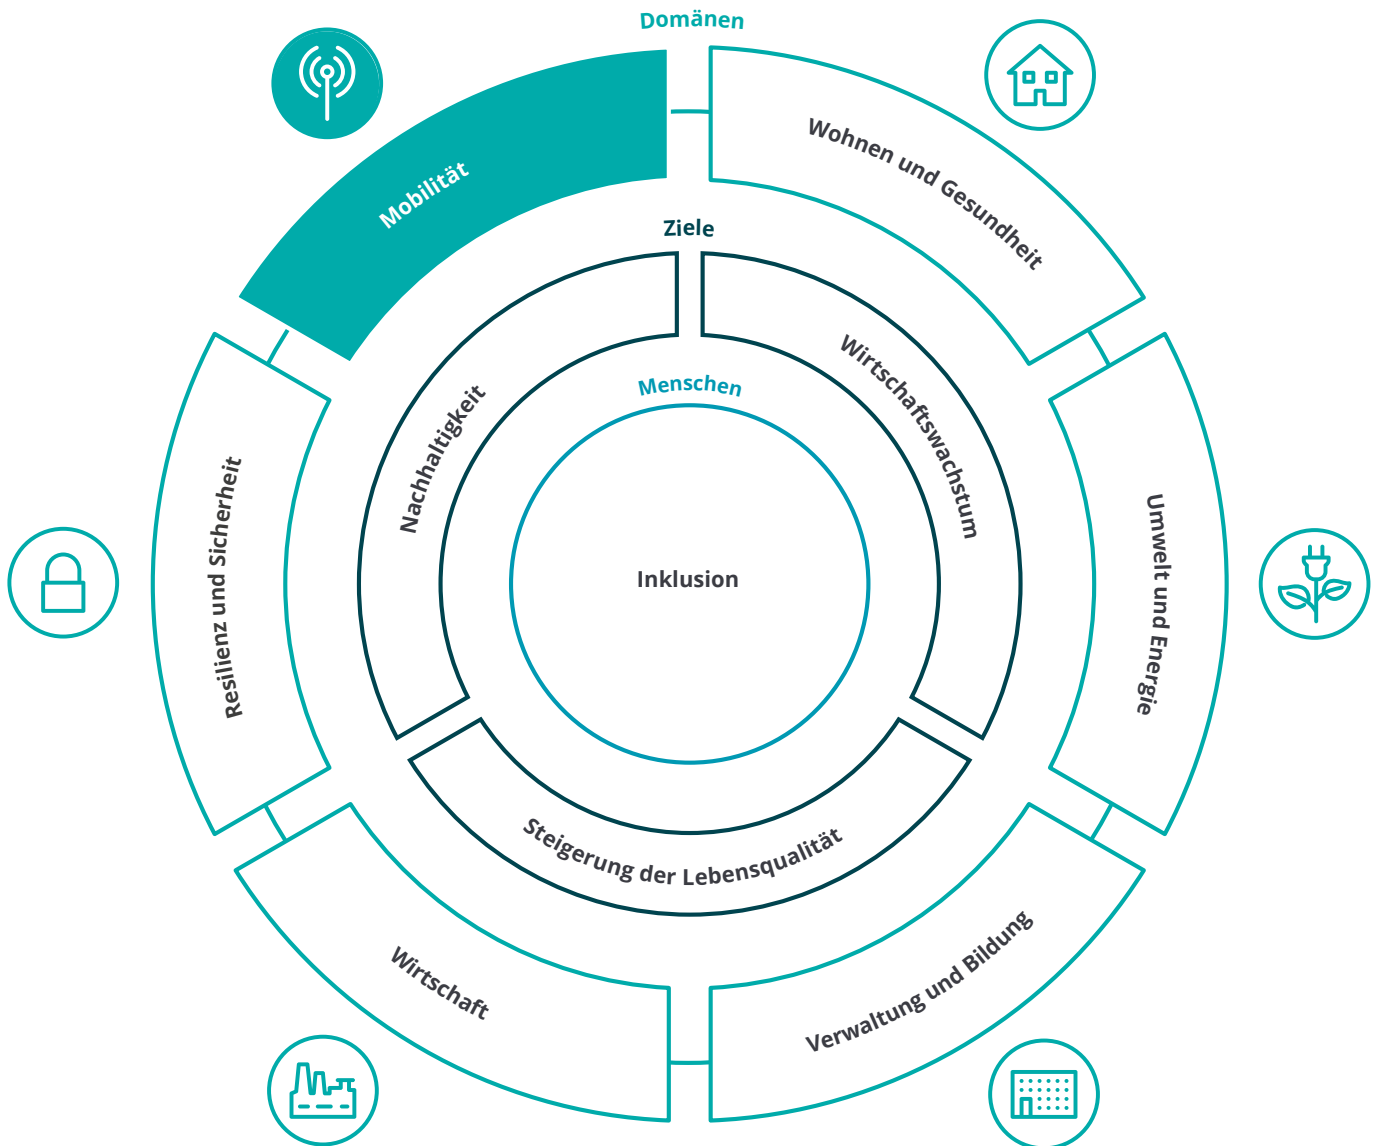 Domänen
Mobilität
Wohnen und Gesundheit
Umwelt und Energie
Verwaltung und Bildung
Wirtschaft
Resilienz und Sicherheit
Ziele
Nachhaltigkeit
Wirtschaftswachstum
Steigerung der Lebensqualität
Menschen
Inklusion